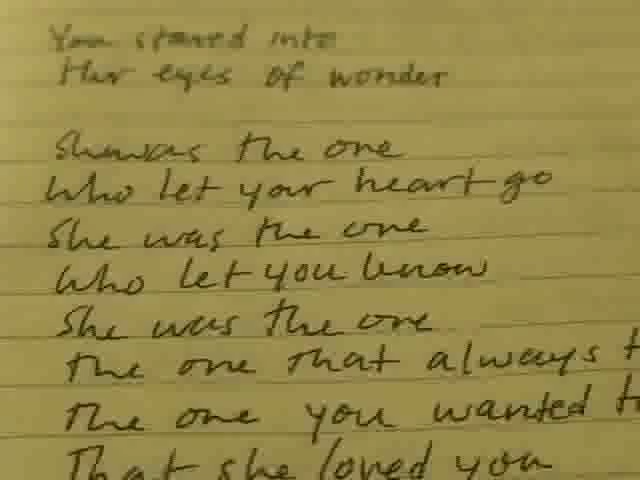 You stared into
Her eyes of wonder
She was the one
Who let your heart go
She was the one
Who let you know
She was the one
The one that always
The one you wanted
That she loved you